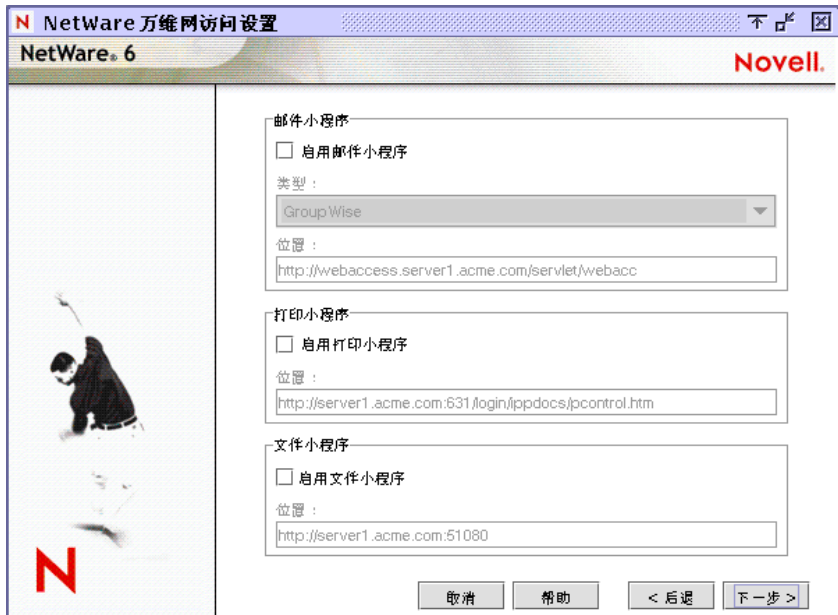 N NetWare 万维网访问设置
NetWare® 6
Novell.
邮件小程序
启用邮件小程序
类型：
GroupWise
位置：
http://webaccess.server1.acme.com/servlet/webacc
打印小程序
启用打印小程序
位置：
http://server1.acme.com:631/login/ippdocs/pcontrol.htm
文件小程序
启用文件小程序
位置：
http://server1.acme.com:51080
N
取消 帮助 < 后退 下一步 >